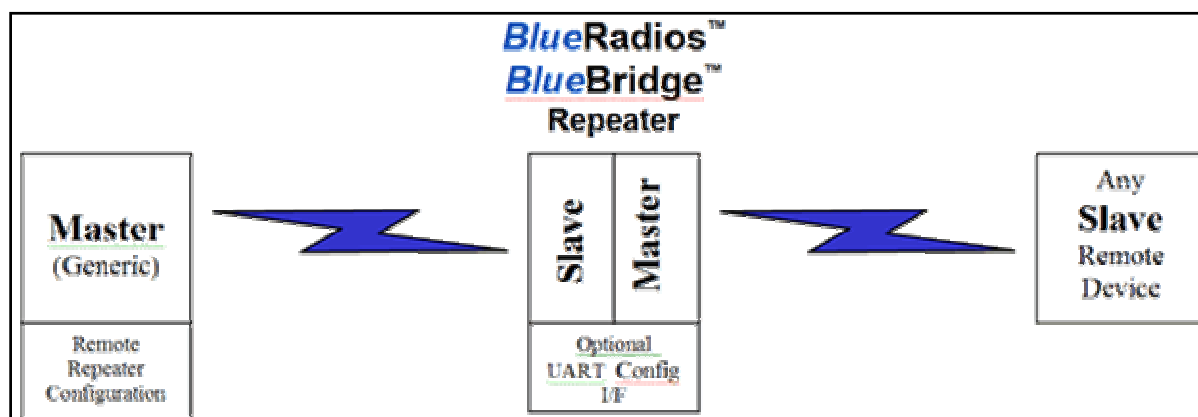 BlueRadios™
BlueBridge™
Repeater
Master
(Generic)
Remote
Repeater
Configuration
Slave
Master
Optional
UART Config
I/F
Any
Slave
Remote
Device